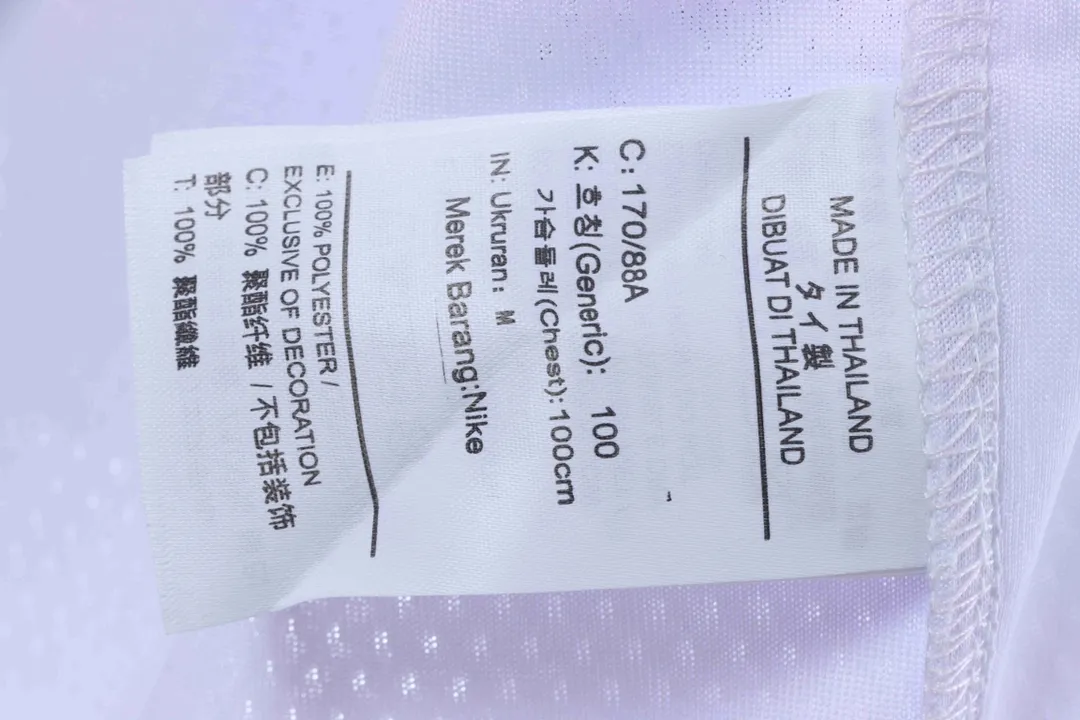 MADE IN THAILAND
タイ製
DIBUAT DI THAILAND
C: 170/88A
K: 호칭(Generic): 100
가슴둘레(Chest): 100cm
IN: Ukruran: M
Merek Barang:Nike
E: 100% POLYESTER /
EXCLUSIVE OF DECORATION
C: 100% 聚酯纤维 / 不包括装饰
部分
T: 100% 聚酯纖維